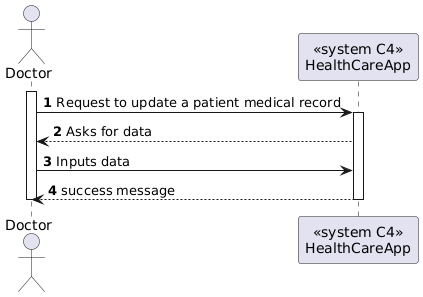 Doctor
«system C4»
HealthCareApp
1 Request to update a patient medical record
2 Asks for data
3 Inputs data
4 success message
Doctor
«system C4»
HealthCareApp